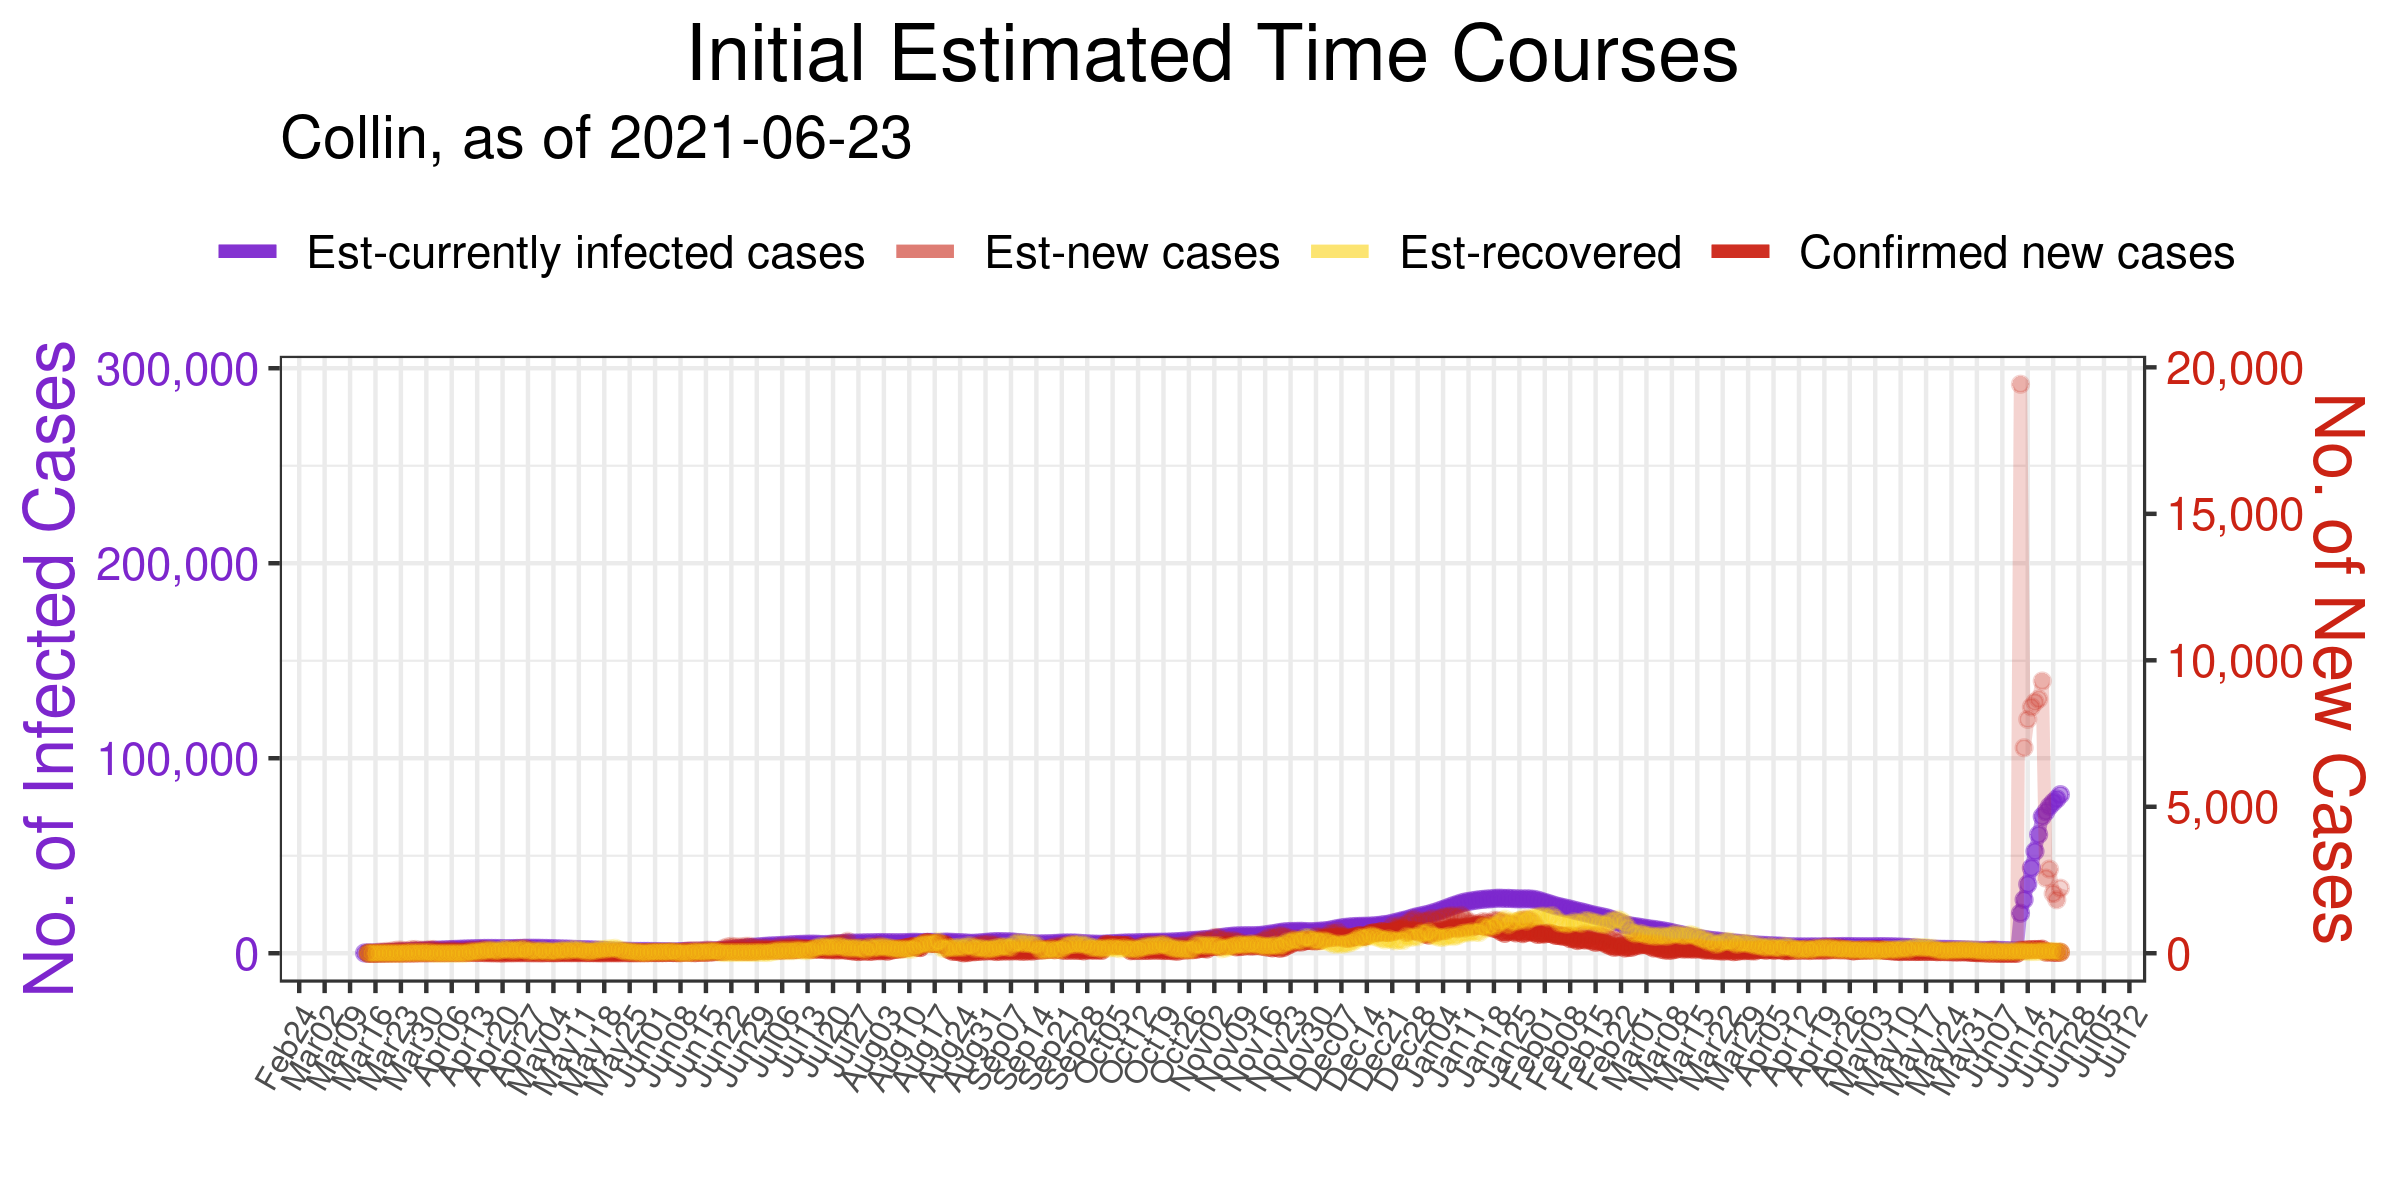 Initial Estimated Time Courses
Collin, as of 2021-06-23
Est-currently infected cases Est-new cases Est-recovered Confirmed new cases
No. of Infected Cases
300,000
200,000
100,000
0
20,000
15,000
10,000
5,000
0
No. of New Cases
Feb24 Mar02 Mar09 Mar16 Mar23 Mar30 Apr06 Apr13 Apr20 Apr27 May04 May11 May18 May25 Jun01 Jun08 Jun15 Jun22 Jun29 Jul06 Jul13 Jul20 Jul27 Aug03 Aug10 Aug17 Aug24 Aug31 Sep07 Sep14 Sep21 Sep28 Oct05 Oct12 Oct19 Oct26 Nov02 Nov09 Nov16 Nov23 Nov30 Dec07 Dec14 Dec21 Dec28 Jan04 Jan11 Jan18 Jan25 Feb01 Feb08 Feb15 Feb22 Mar01 Mar08 Mar15 Mar22 Mar29 Apr05 Apr12 Apr19 Apr26 May03 May10 May17 May24 May31 Jun07 Jun14 Jun21 Jun28 Jul05 Jul12